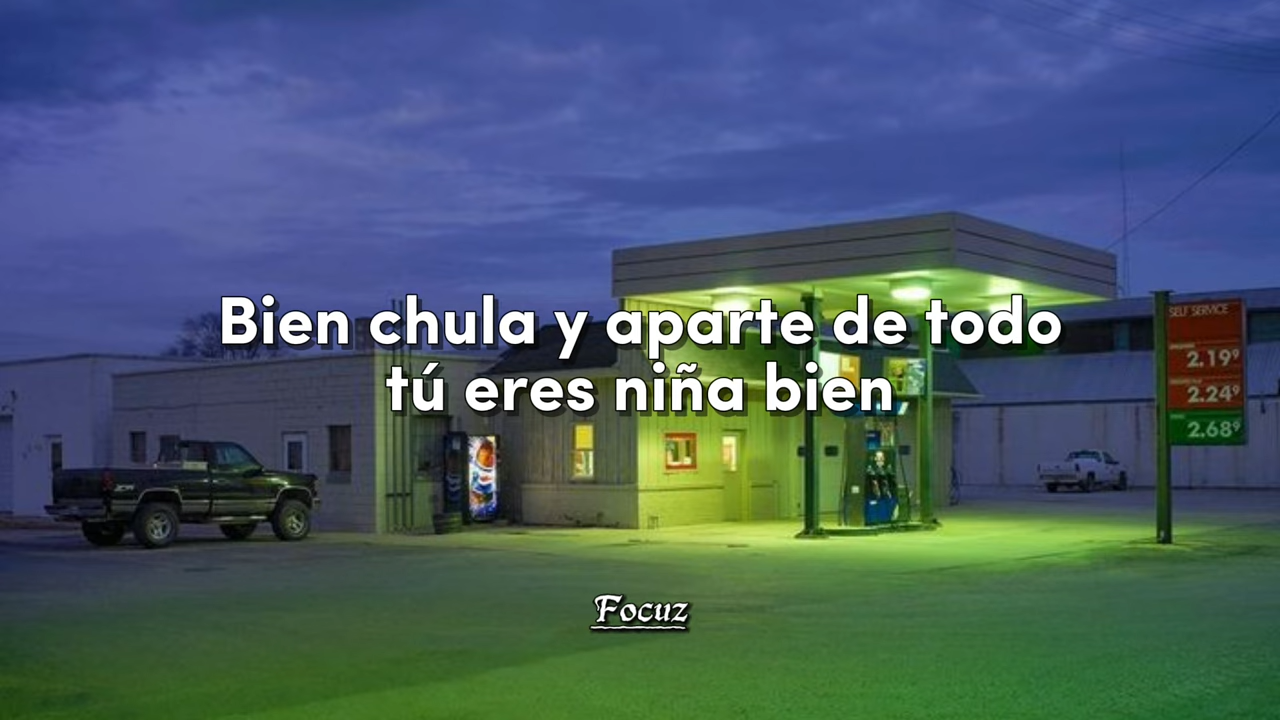 Bien chula y aparte de todo
tú eres niña bien
SELF SERVICE
2.19⁹
2.24⁹
2.68⁹
Focuz